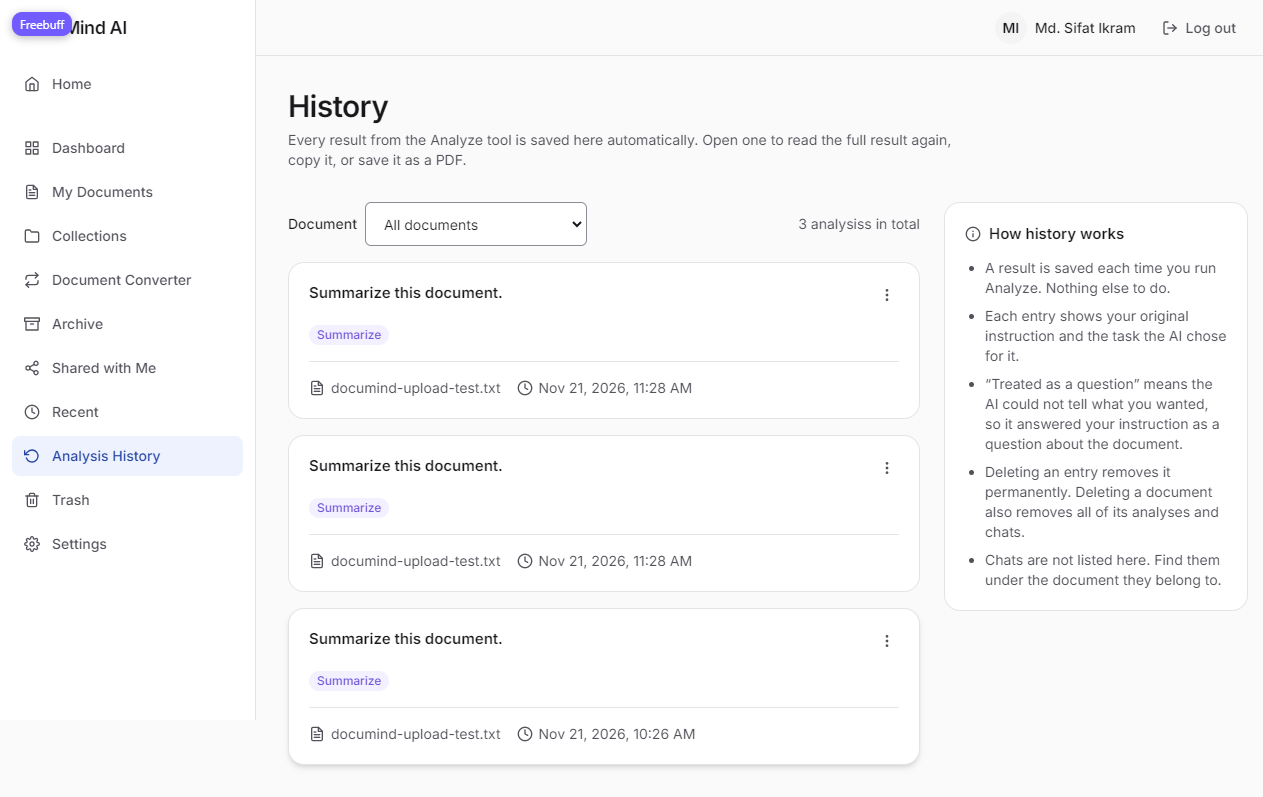 Freebuff
Mind AI
MI
Md. Sifat Ikram
Log out
Home
Dashboard
My Documents
Collections
Document Converter
Archive
Shared with Me
Recent
Analysis History
Trash
Settings
History
Every result from the Analyze tool is saved here automatically. Open one to read the full result again,
copy it, or save it as a PDF.
Document
All documents
3 analysiss in total
Summarize this document.
Summarize
documind-upload-test.txt
Nov 21, 2026, 11:28 AM
Summarize this document.
Summarize
documind-upload-test.txt
Nov 21, 2026, 11:28 AM
Summarize this document.
Summarize
documind-upload-test.txt
Nov 21, 2026, 10:26 AM
How history works
• A result is saved each time you run
Analyze. Nothing else to do.
• Each entry shows your original
instruction and the task the AI chose
for it.
• “Treated as a question” means the
AI could not tell what you wanted,
so it answered your instruction as a
question about the document.
• Deleting an entry removes it
permanently. Deleting a document
also removes all of its analyses and
chats.
• Chats are not listed here. Find them
under the document they belong to.